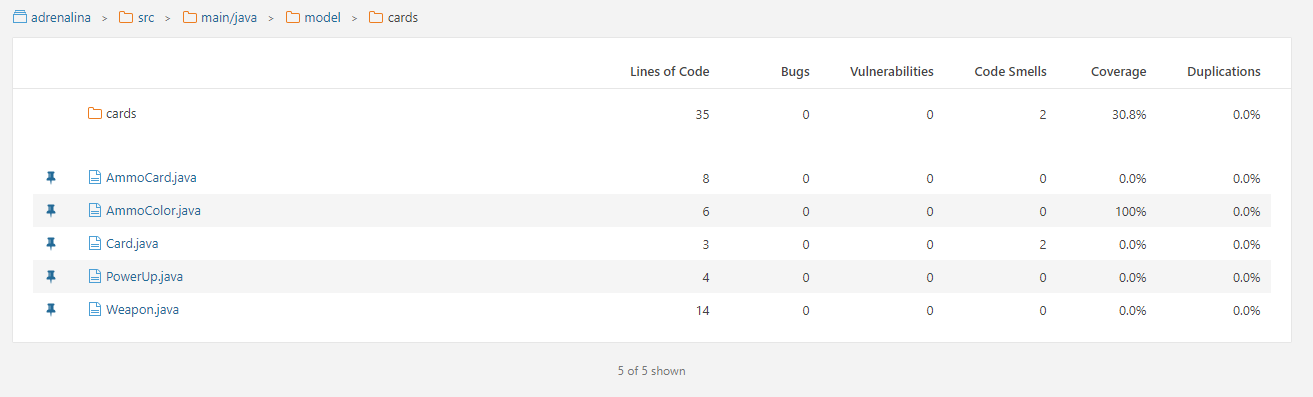 adrenalina > src > main/java > model > cards
Lines of Code Bugs Vulnerabilities Code Smells Coverage Duplications
cards 35 0 0 2 30.8% 0.0%
AmmoCard.java 8 0 0 0 0.0% 0.0%
AmmoColor.java 6 0 0 0 100% 0.0%
Card.java 3 0 0 2 0.0% 0.0%
PowerUp.java 4 0 0 0 0.0% 0.0%
Weapon.java 14 0 0 0 0.0% 0.0%
5 of 5 shown